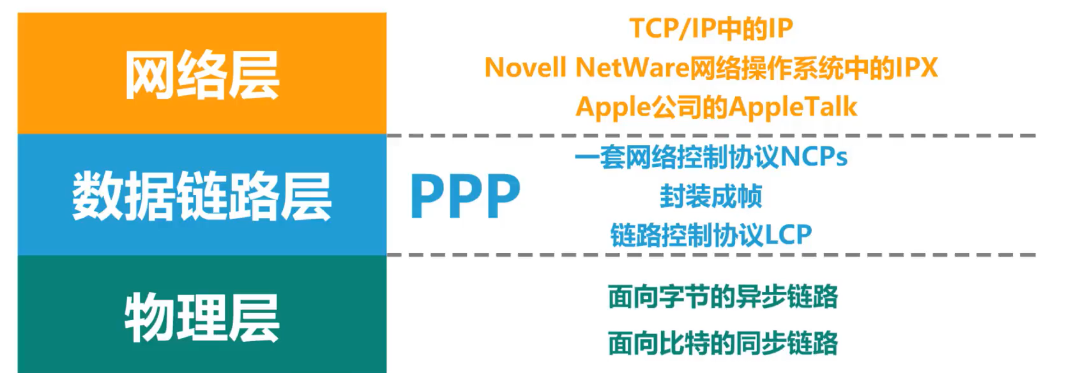 网络层
TCP/IP中的IP
Novell NetWare网络操作系统中的IPX
Apple公司的AppleTalk
数据链路层
PPP
一套网络控制协议NCPs
封装成帧
链路控制协议LCP
物理层
面向字节的异步链路
面向比特的同步链路